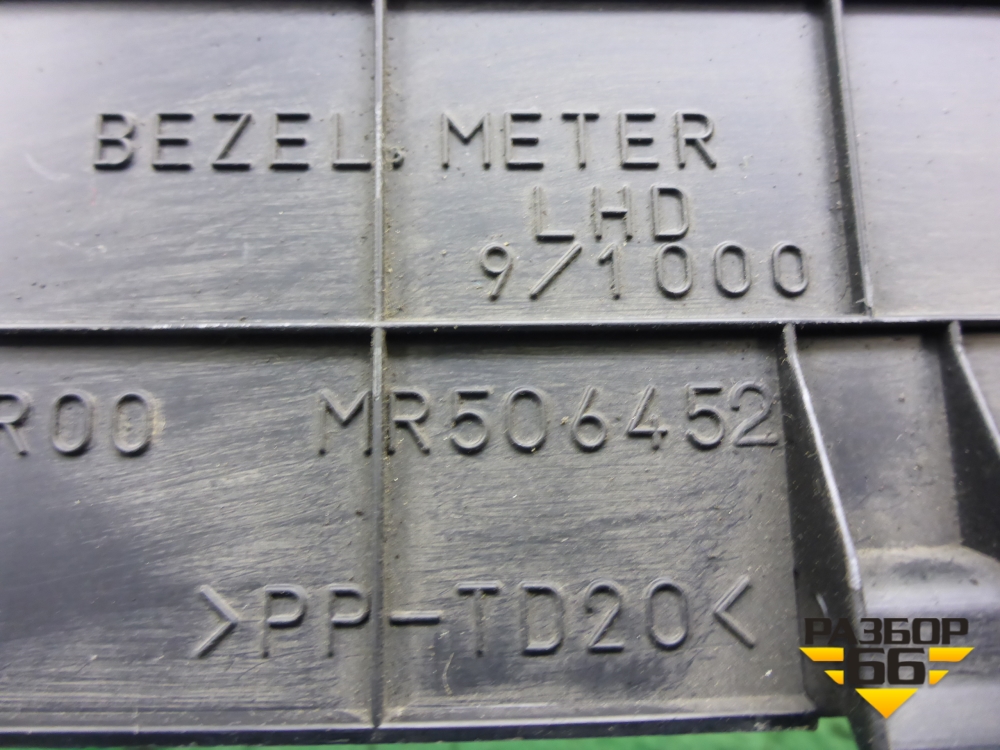 BEZEL, METER
LHD
9/1000
R00 MR506452
>PP-TD20<
РАЗБОР
66